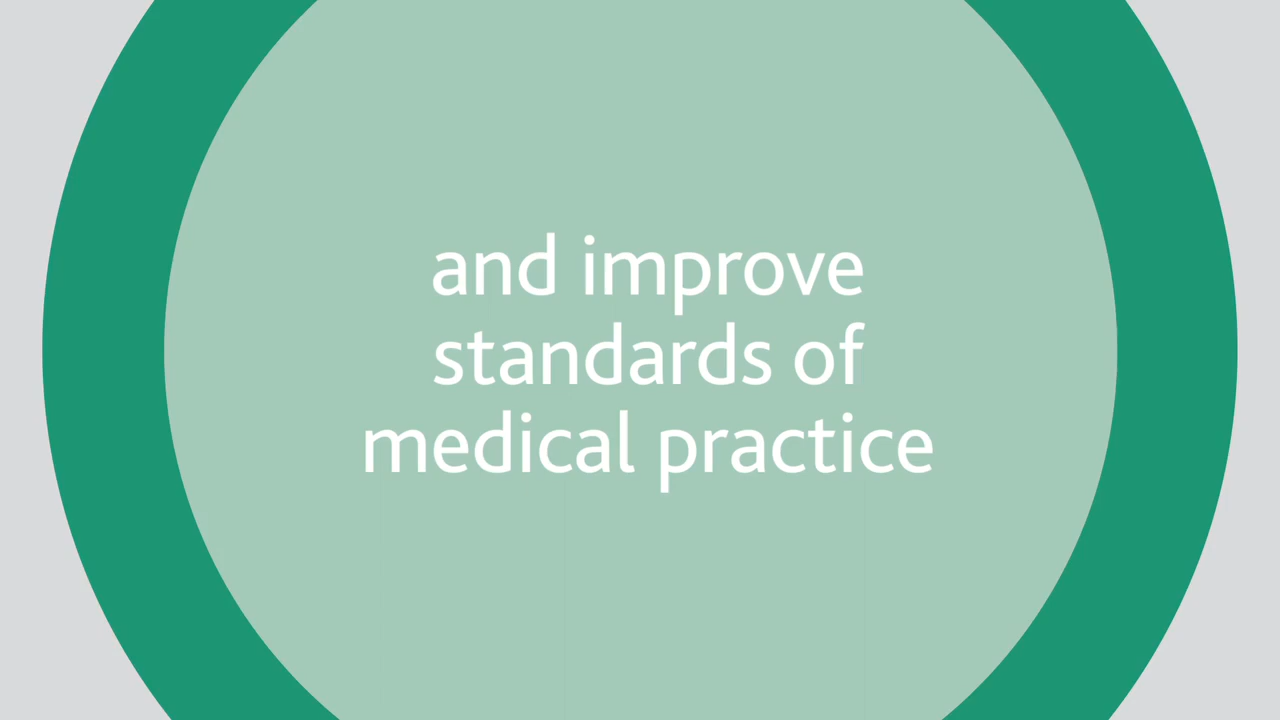 and improve
standards of
medical practice